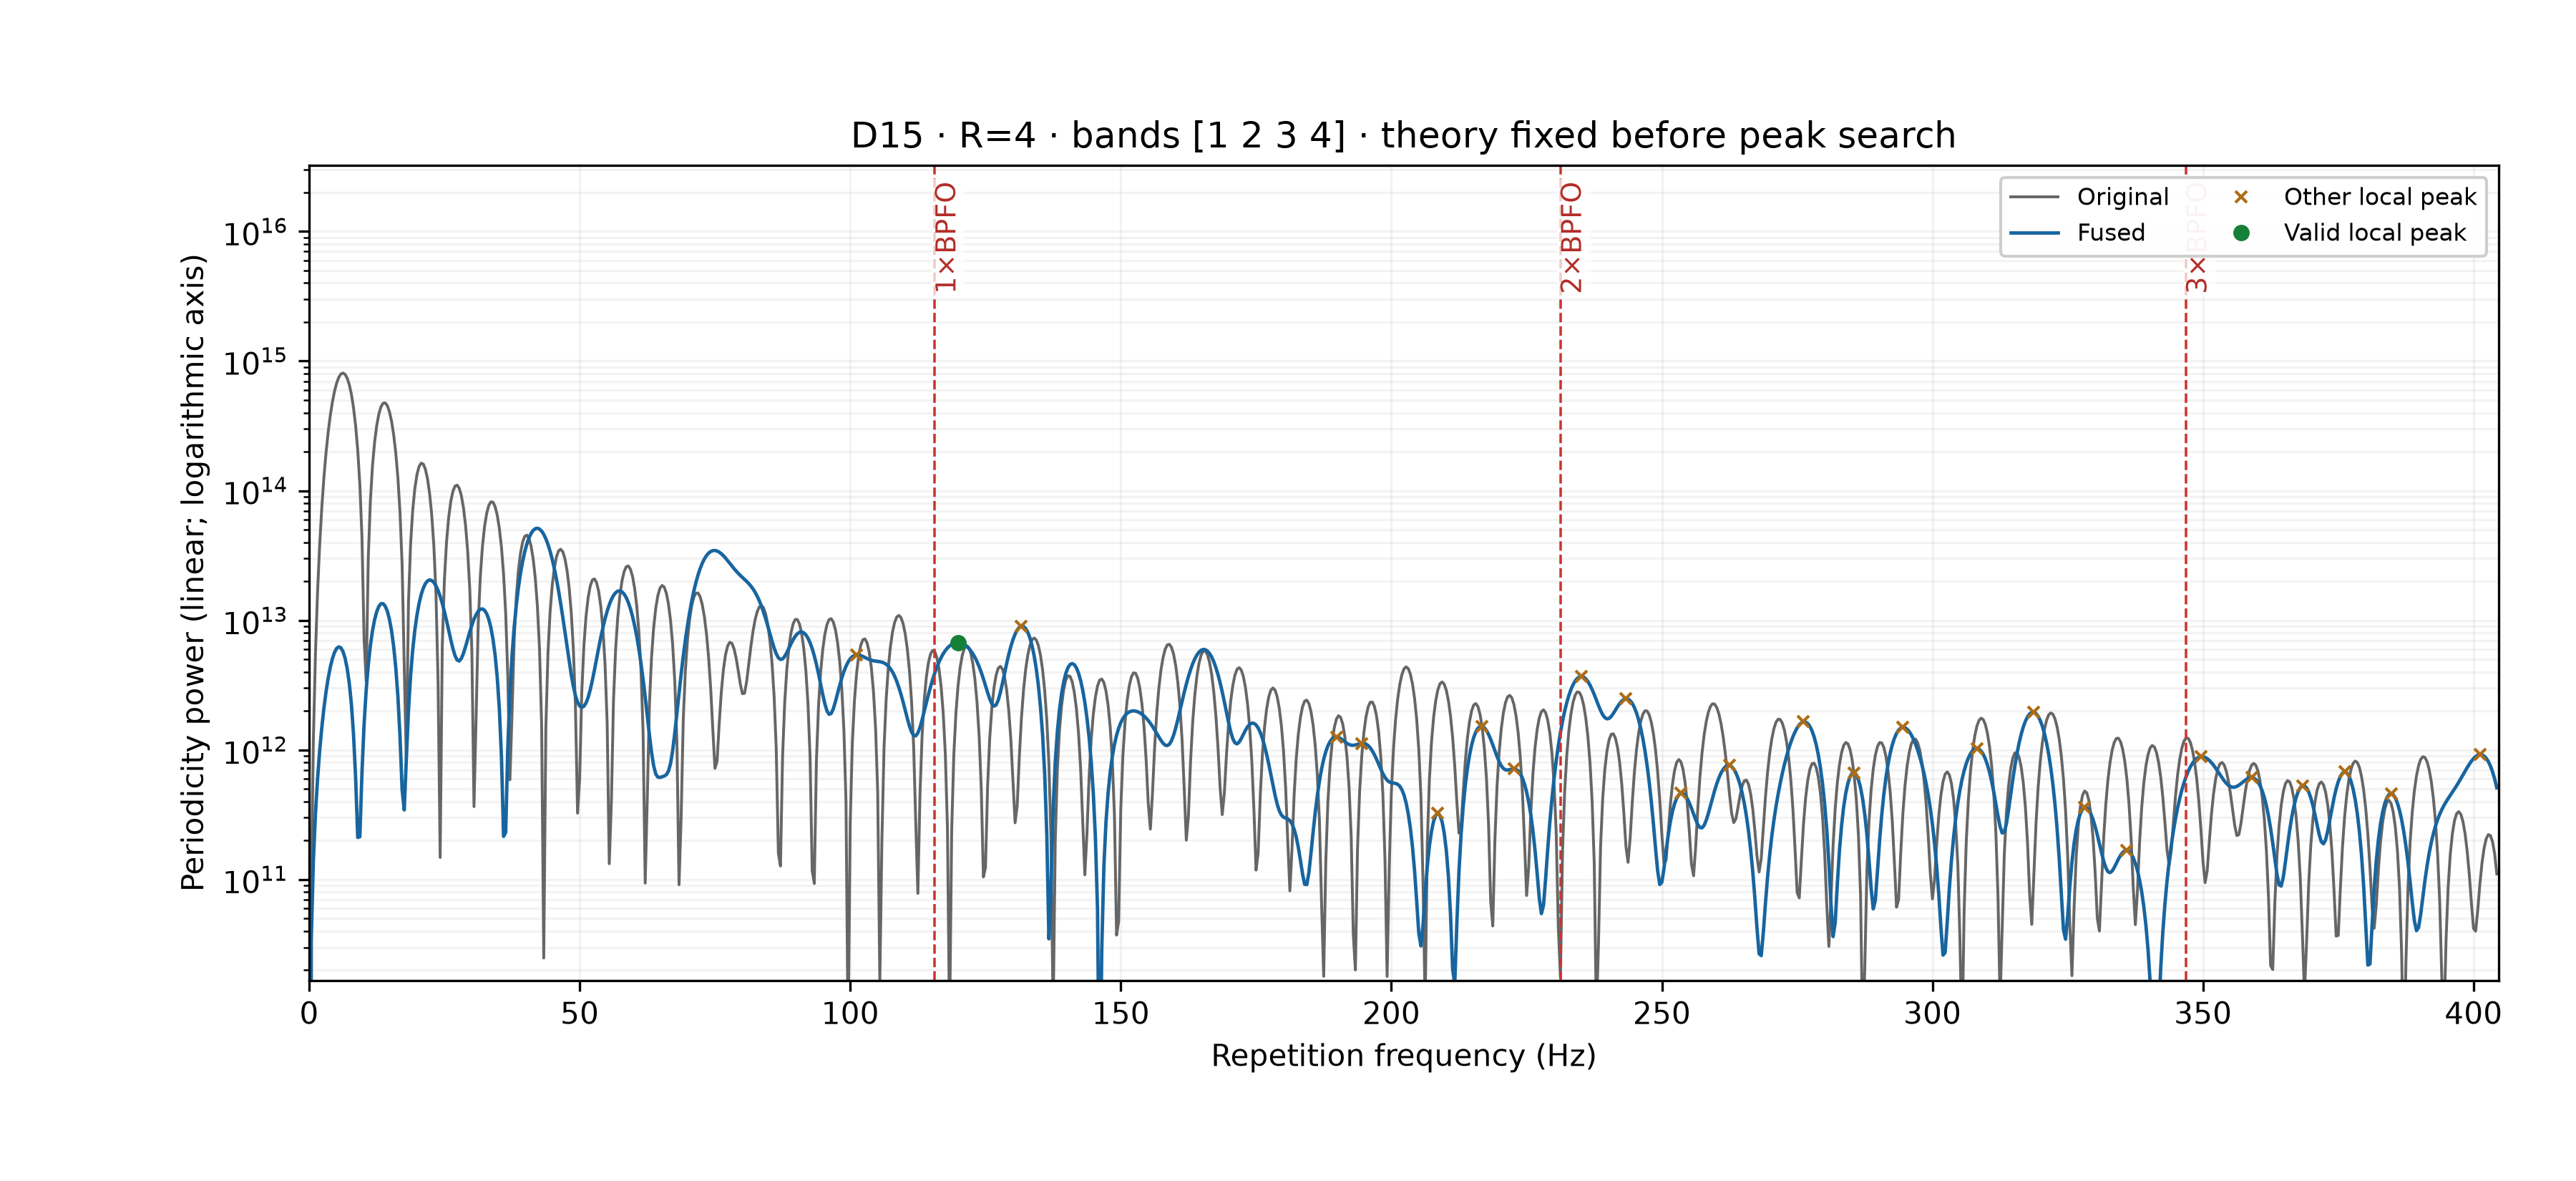 D15 · R=4 · bands [1 2 3 4] · theory fixed before peak search
Periodicity power (linear; logarithmic axis)
10^16
10^15
10^14
10^13
10^12
10^11
1×BPFO
2×BPFO
3×BPFO
Original
Fused
Other local peak
Valid local peak
0 50 100 150 200 250 300 350 400
Repetition frequency (Hz)